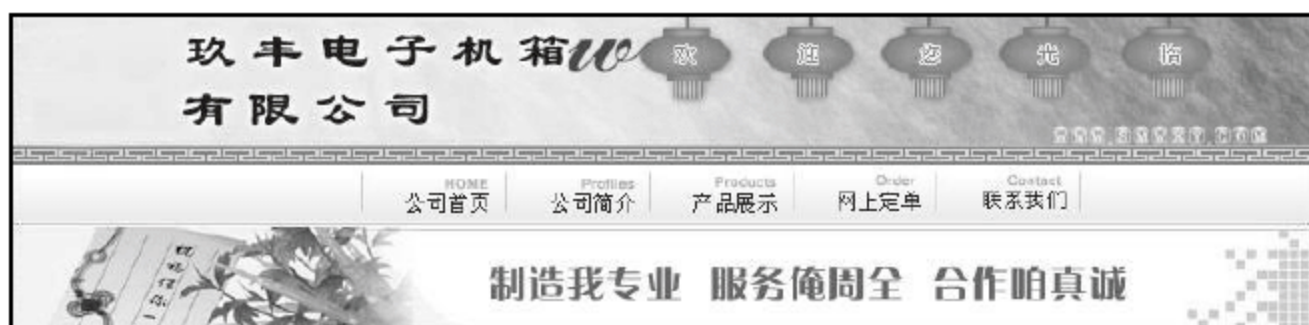 玖丰电子机箱
有限公司
欢迎您光临
HOME Profiles Products Order Contact
公司首页 公司简介 产品展示 网上定单 联系我们
制造我专业 服务俺周全 合作咱真诚